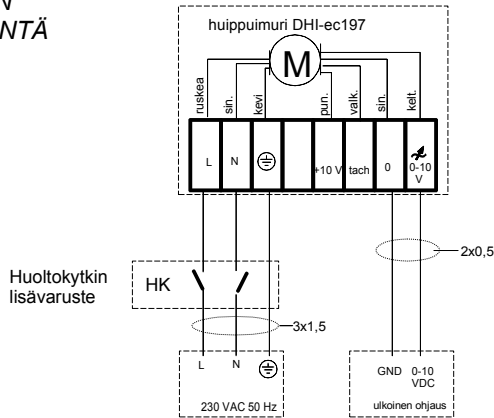 N
NTÄ
huippuimuri DHI-ec197
M
ruskea
sin.
kevi
pun.
valk.
sin.
kelt.
L N +10 V tach 0 0-10 V
2x0,5
Huoltokytkin
lisävaruste
HK
3x1,5
L N
230 VAC 50 Hz
GND 0-10
VDC
ulkoinen ohjaus